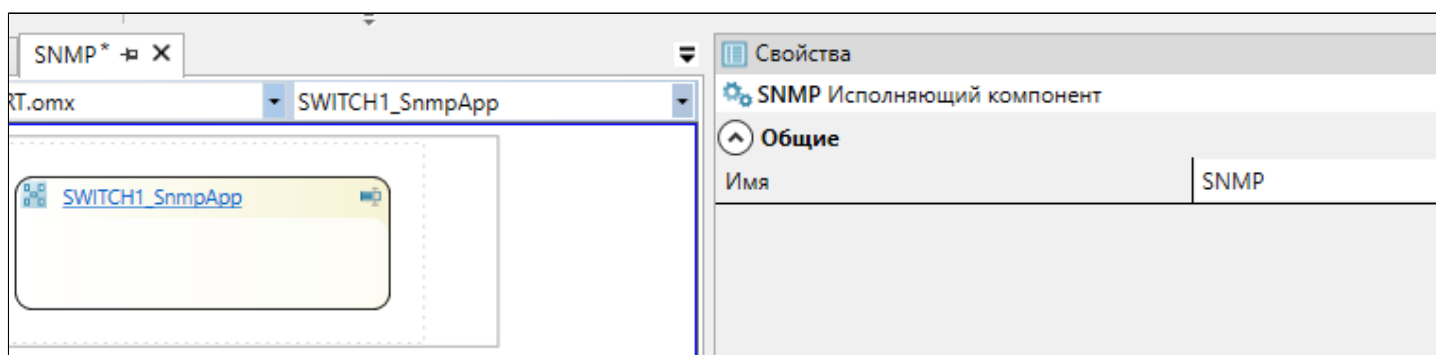 SNMP*
RT.omx
SWITCH1_SnmpApp
SWITCH1_SnmpApp
Свойства
SNMP Исполняющий компонент
Общие
Имя
SNMP